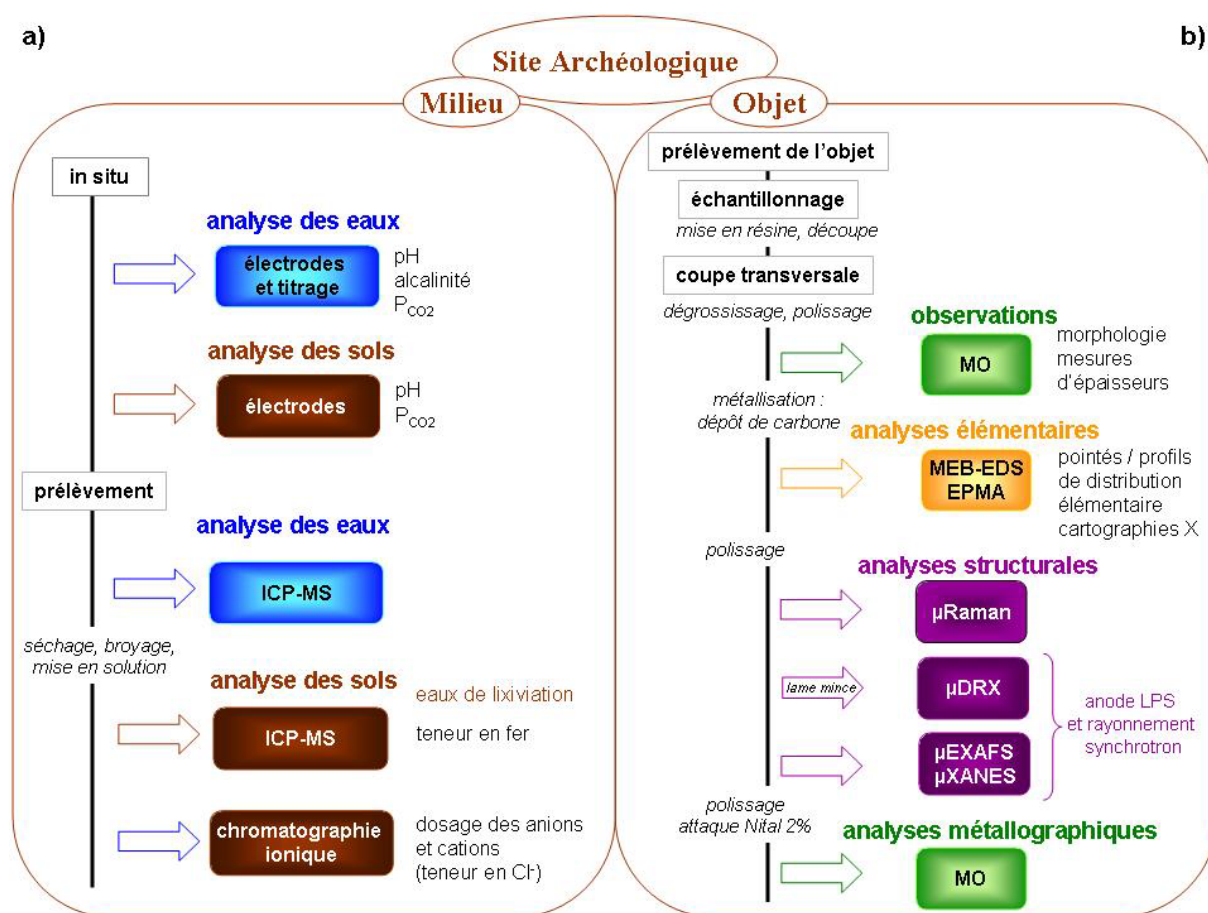 a)
b)
Site Archéologique
Milieu
Objet
in situ
analyse des eaux
électrodes
et titrage
pH
alcalinité
PCO2
analyse des sols
électrodes
pH
PCO2
prélèvement
analyse des eaux
ICP-MS
séchage, broyage,
mise en solution
analyse des sols
eaux de lixiviation
ICP-MS
teneur en fer
chromatographie
ionique
dosage des anions
et cations
(teneur en Cl-)
prélèvement de l'objet
échantillonnage
mise en résine, découpe
coupe transversale
dégrossissage, polissage
observations
MO
morphologie
mesures
d'épaisseurs
métallisation :
dépôt de carbone
analyses élémentaires
MEB-EDS
EPMA
pointés / profils
de distribution
élémentaire
cartographies X
polissage
analyses structurales
µRaman
lame mince
µDRX
µEXAFS
µXANES
anode LPS
et rayonnement
synchrotron
polissage
attaque Nital 2%
analyses métallographiques
MO